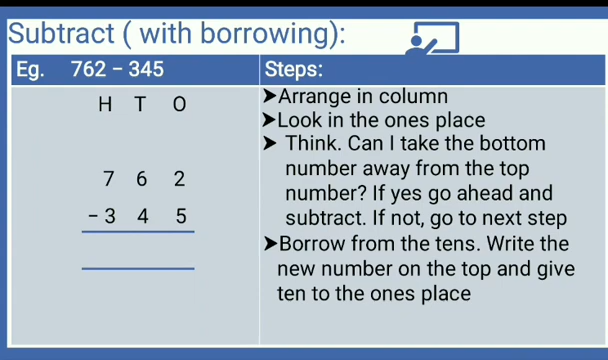 Subtract ( with borrowing):
Eg. 762 – 345
H T O
7 6 2
– 3 4 5
Steps:
➤Arrange in column
➤Look in the ones place
➤ Think. Can I take the bottom
number away from the top
number? If yes go ahead and
subtract. If not, go to next step
➤Borrow from the tens. Write the
new number on the top and give
ten to the ones place